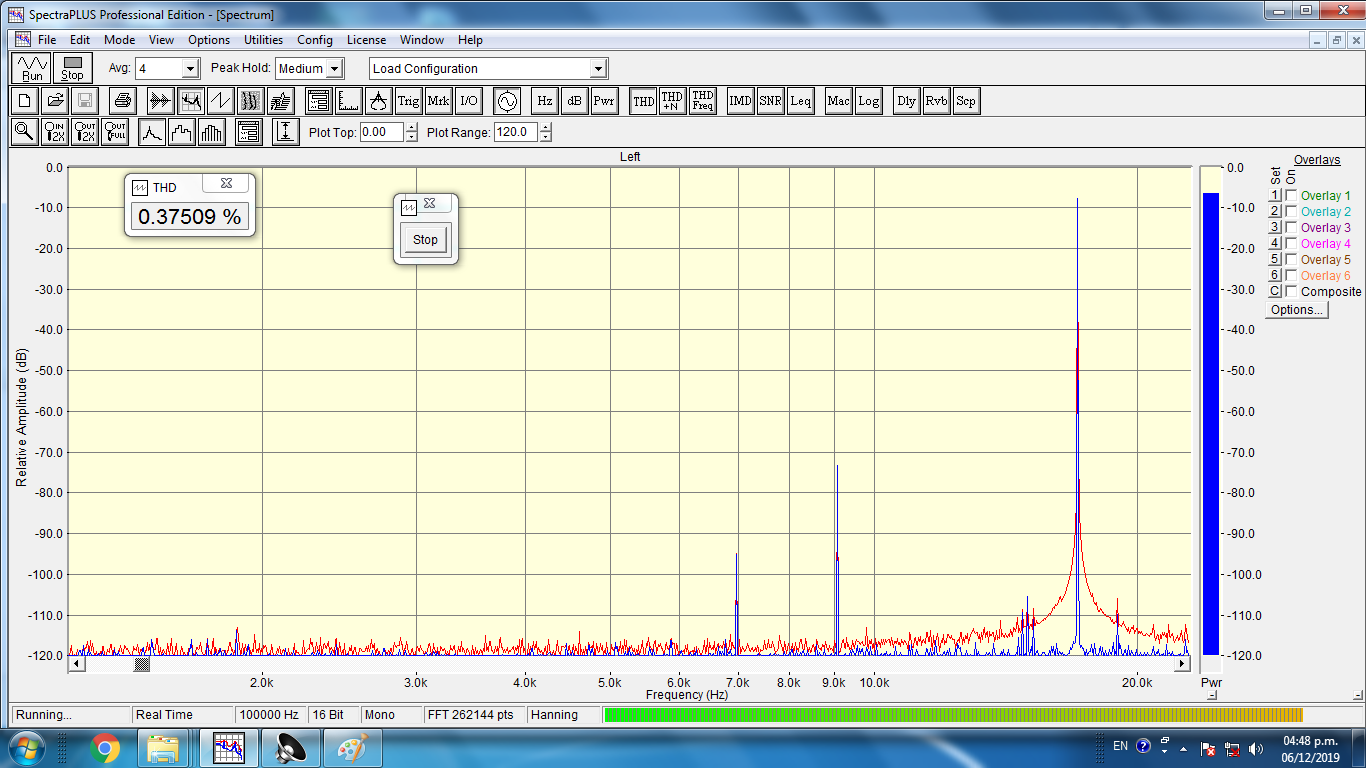 SpectraPLUS Professional Edition - [Spectrum]
File Edit Mode View Options Utilities Config License Window Help
Run Stop Avg: 4 Peak Hold: Medium Load Configuration
Trig Mrk I/O Hz dB Pwr THD THD +N THD Freq IMD SNR Leq Mac Log Dly Rvb Scp
IN 2X OUT 2X OUT FULL Plot Top: 0.00 Plot Range: 120.0
Left
Overlays
Set On
1 Overlay 1
2 Overlay 2
3 Overlay 3
4 Overlay 4
5 Overlay 5
6 Overlay 6
C Composite
Options...
THD
0.37509 %
Stop
Relative Amplitude (dB)
0.0
-10.0
-20.0
-30.0
-40.0
-50.0
-60.0
-70.0
-80.0
-90.0
-100.0
-110.0
-120.0
-0.0
-10.0
-20.0
-30.0
-40.0
-50.0
-60.0
-70.0
-80.0
-90.0
-100.0
-110.0
-120.0
2.0k 3.0k 4.0k 5.0k 6.0k 7.0k 8.0k 9.0k 10.0k 20.0k Pwr
Frequency (Hz)
Running... Real Time 100000 Hz 16 Bit Mono FFT 262144 pts Hanning
EN 04:48 p.m.
06/12/2019